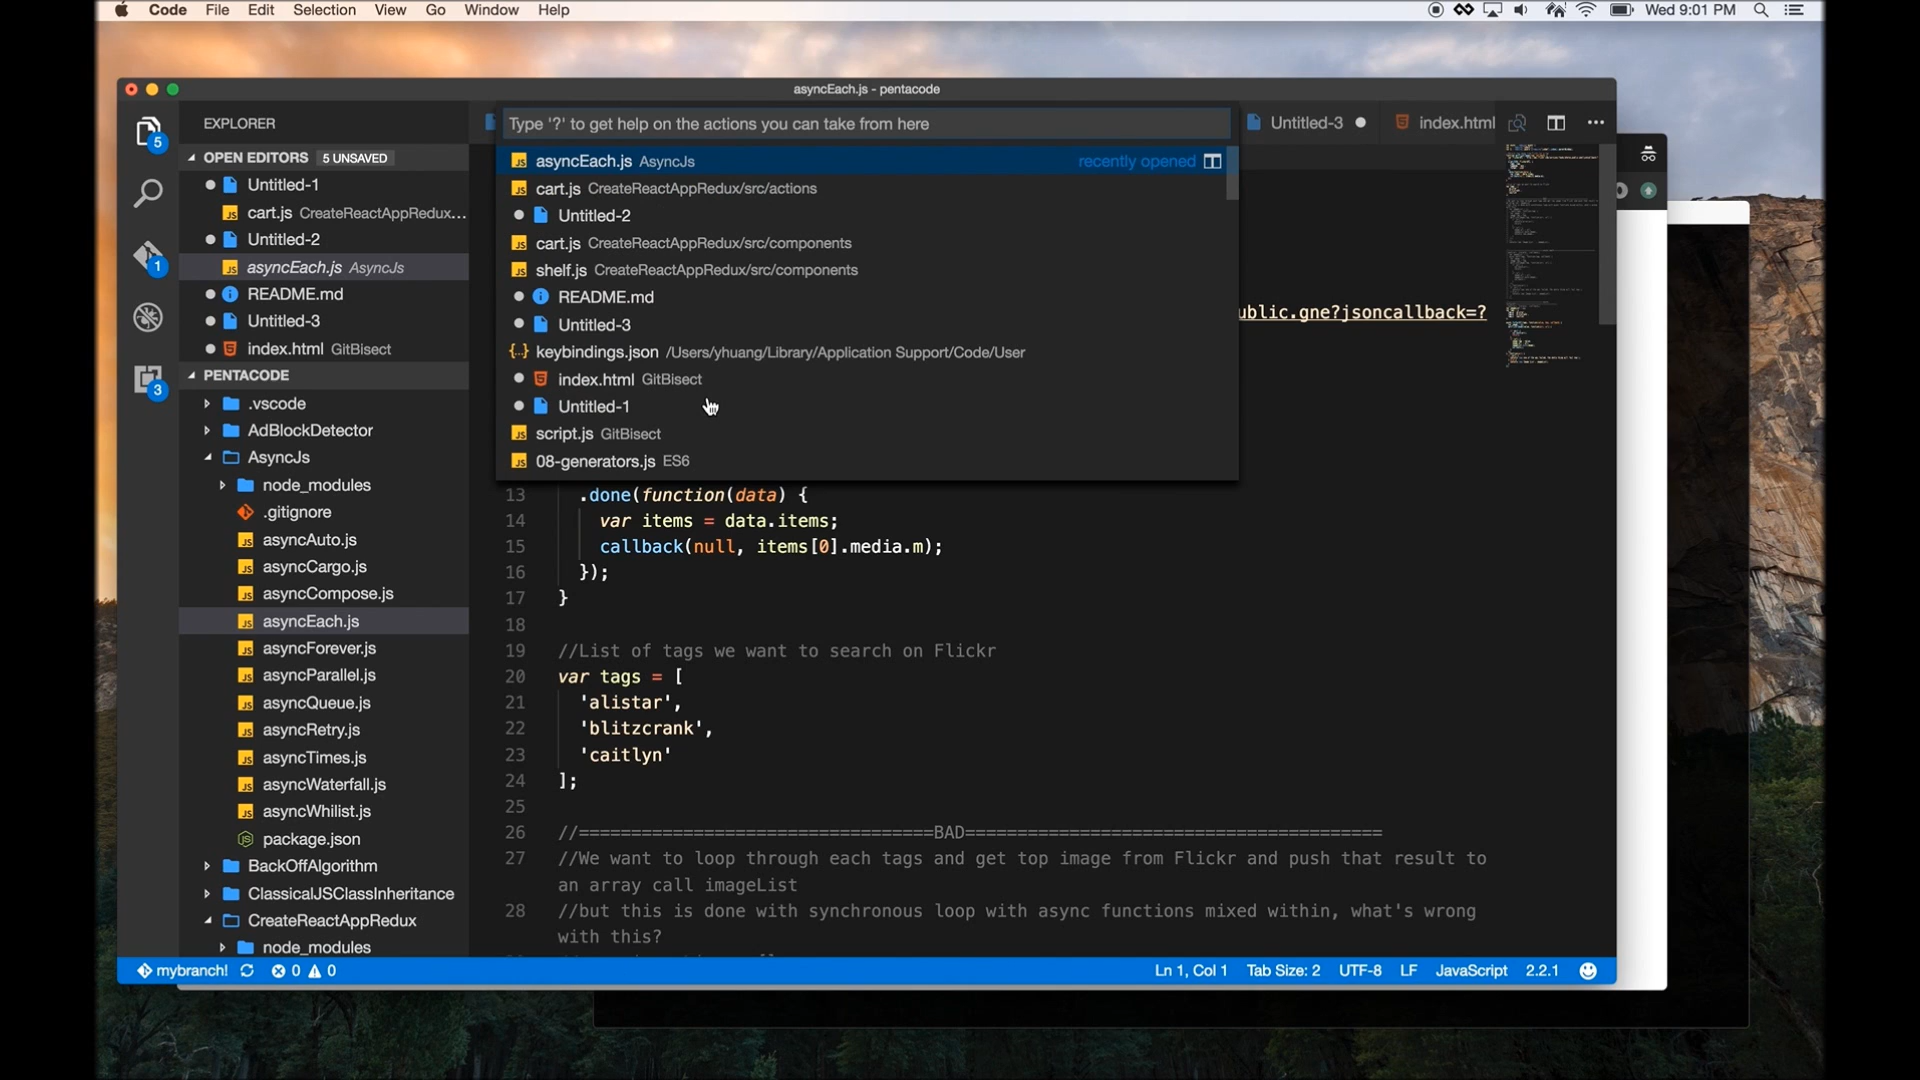 Code File Edit Selection View Go Window Help Wed 9:01 PM
asyncEach.js - pentacode
EXPLORER
OPEN EDITORS 5 UNSAVED
Untitled-1
cart.js CreateReactAppRedux...
Untitled-2
asyncEach.js AsyncJs
README.md
Untitled-3
index.html GitBisect
PENTACODE
.vscode
AdBlockDetector
AsyncJs
node_modules
.gitignore
asyncAuto.js
asyncCargo.js
asyncCompose.js
asyncEach.js
asyncForever.js
asyncParallel.js
asyncQueue.js
asyncRetry.js
asyncTimes.js
asyncWaterfall.js
asyncWhilist.js
package.json
BackOffAlgorithm
ClassicalJSClassInheritance
CreateReactAppRedux
node_modules
5
1
3
Type '?' to get help on the actions you can take from here
Untitled-3 index.html
asyncEach.js AsyncJs recently opened
cart.js CreateReactAppRedux/src/actions
Untitled-2
cart.js CreateReactAppRedux/src/components
shelf.js CreateReactAppRedux/src/components
README.md
Untitled-3
keybindings.json /Users/yhuang/Library/Application Support/Code/User
index.html GitBisect
Untitled-1
script.js GitBisect
08-generators.js ES6
ublic.gne?jsoncallback=?
13 .done(function(data) {
14 var items = data.items;
15 callback(null, items[0].media.m);
16 });
17 }
18
19 //List of tags we want to search on Flickr
20 var tags = [
21 'alistar',
22 'blitzcrank',
23 'caitlyn'
24 ];
25
26 //==================================BAD========================================
27 //We want to loop through each tags and get top image from Flickr and push that result to
an array call imageList
28 //but this is done with synchronous loop with async functions mixed within, what's wrong
with this?
mybranch! 0 0 Ln 1, Col 1 Tab Size: 2 UTF-8 LF JavaScript 2.2.1